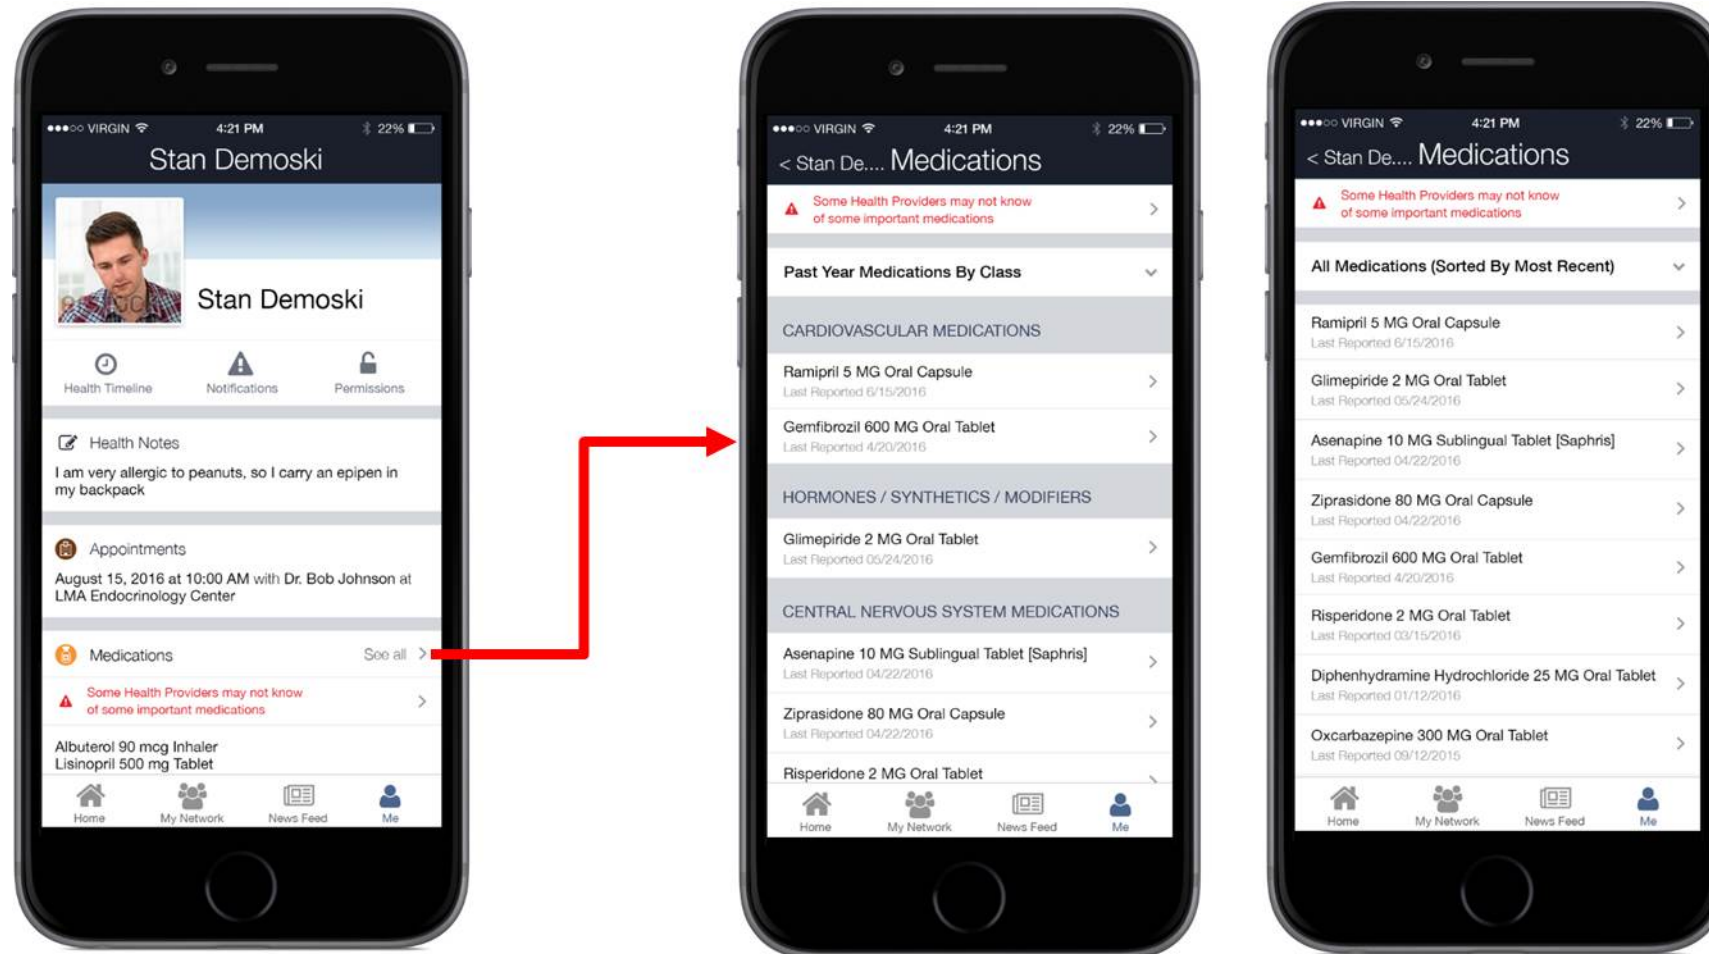 VIRGIN
4:21 PM
22%
Stan Demoski
Stan Demoski
Health Timeline
Notifications
Permissions
Health Notes
I am very allergic to peanuts, so I carry an epipen in
my backpack
Appointments
August 15, 2016 at 10:00 AM with Dr. Bob Johnson at
LMA Endocrinology Center
Medications
See all >
Some Health Providers may not know
of some important medications
Albuterol 90 mcg Inhaler
Lisinopril 500 mg Tablet
Home
My Network
News Feed
Me
VIRGIN
4:21 PM
22%
< Stan De.... Medications
Some Health Providers may not know
of some important medications
Past Year Medications By Class
CARDIOVASCULAR MEDICATIONS
Ramipril 5 MG Oral Capsule
Last Reported 6/15/2016
Gemfibrozil 600 MG Oral Tablet
Last Reported 4/20/2016
HORMONES / SYNTHETICS / MODIFIERS
Glimepiride 2 MG Oral Tablet
Last Reported 05/24/2016
CENTRAL NERVOUS SYSTEM MEDICATIONS
Asenapine 10 MG Sublingual Tablet [Saphris]
Last Reported 04/22/2016
Ziprasidone 80 MG Oral Capsule
Last Reported 04/22/2016
Risperidone 2 MG Oral Tablet
Home
My Network
News Feed
Me
VIRGIN
4:21 PM
22%
< Stan De.... Medications
Some Health Providers may not know
of some important medications
All Medications (Sorted By Most Recent)
Ramipril 5 MG Oral Capsule
Last Reported 6/15/2016
Glimepiride 2 MG Oral Tablet
Last Reported 05/24/2016
Asenapine 10 MG Sublingual Tablet [Saphris]
Last Reported 04/22/2016
Ziprasidone 80 MG Oral Capsule
Last Reported 04/22/2016
Gemfibrozil 600 MG Oral Tablet
Last Reported 4/20/2016
Risperidone 2 MG Oral Tablet
Last Reported 03/15/2016
Diphenhydramine Hydrochloride 25 MG Oral Tablet
Last Reported 01/12/2016
Oxcarbazepine 300 MG Oral Tablet
Last Reported 09/12/2015
Home
My Network
News Feed
Me